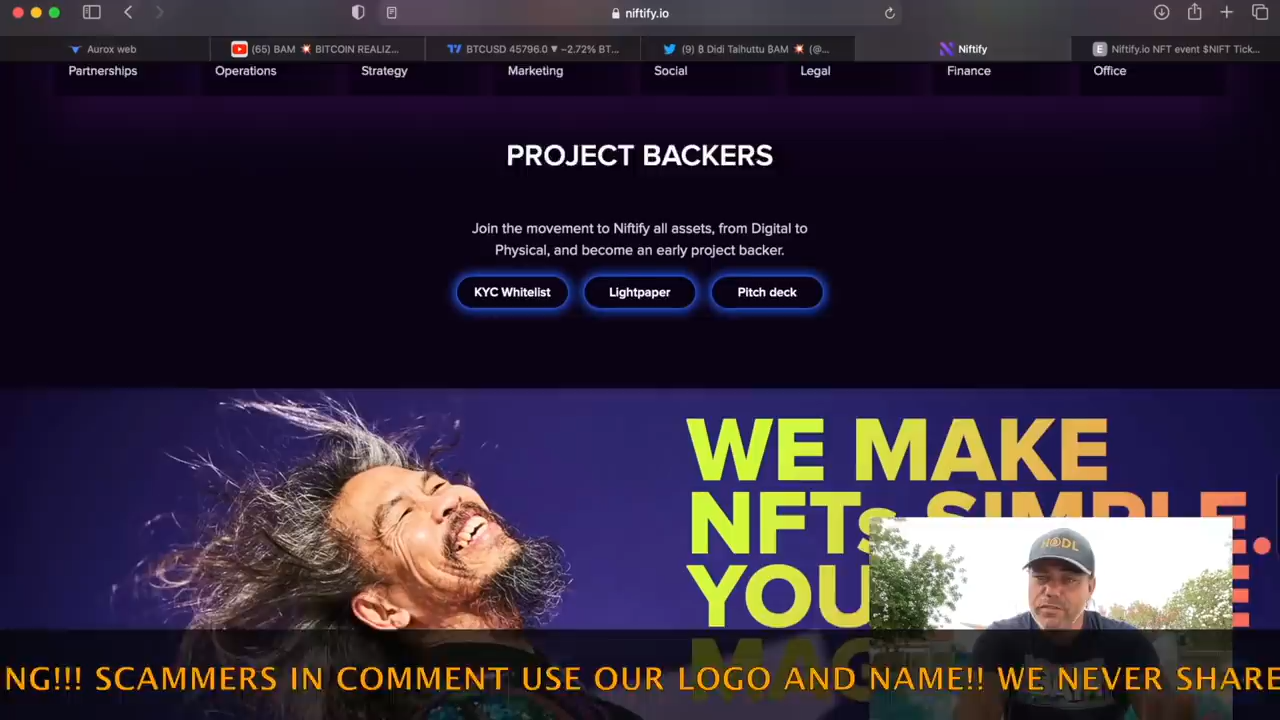 niftify.io
Aurox web
(65) BAM 💥 BITCOIN REALIZ...
BTCUSD 45796.0 ▼ −2.72% BT...
(9) ₿ Didi Taihuttu BAM 💥 (@...
Niftify
E Niftify.io NFT event $NIFT Tick...
Partnerships
Operations
Strategy
Marketing
Social
Legal
Finance
Office
PROJECT BACKERS
Join the movement to Niftify all assets, from Digital to
Physical, and become an early project backer.
KYC Whitelist
Lightpaper
Pitch deck
WE MAKE
NFTs SIMPLE.
YOU
HODL
NG!!! SCAMMERS IN COMMENT USE OUR LOGO AND NAME!! WE NEVER SHARE